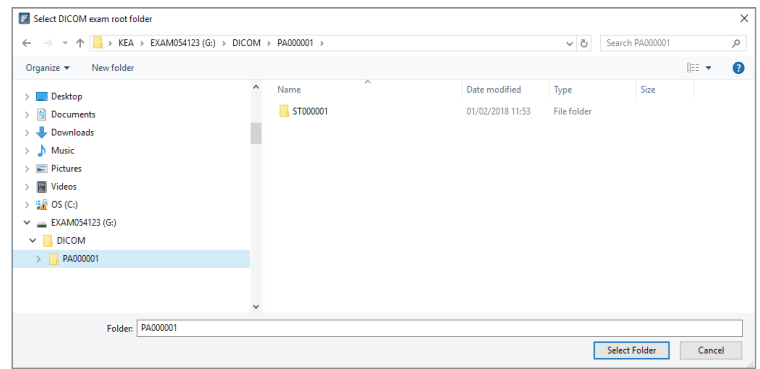 Select DICOM exam root folder
KEA > EXAM054123 (G:) > DICOM > PA000001 >
Search PA000001
Organize
New folder
Name
Date modified
Type
Size
Desktop
ST000001
01/02/2018 11:53
File folder
Documents
Downloads
Music
Pictures
Videos
OS (C:)
EXAM054123 (G:)
DICOM
PA000001
Folder: PA000001
Select Folder
Cancel